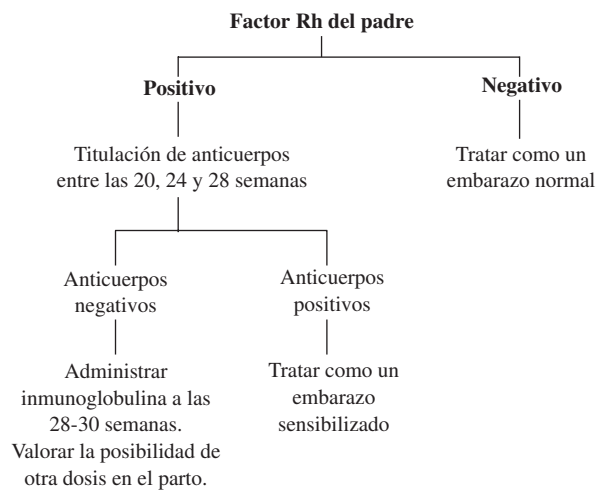 Factor Rh del padre
Positivo
Negativo
Titulación de anticuerpos
entre las 20, 24 y 28 semanas
Tratar como un
embarazo normal
Anticuerpos
negativos
Anticuerpos
positivos
Administrar
inmunoglobulina a las
28-30 semanas.
Valorar la posibilidad de
otra dosis en el parto.
Tratar como un
embarazo
sensibilizado